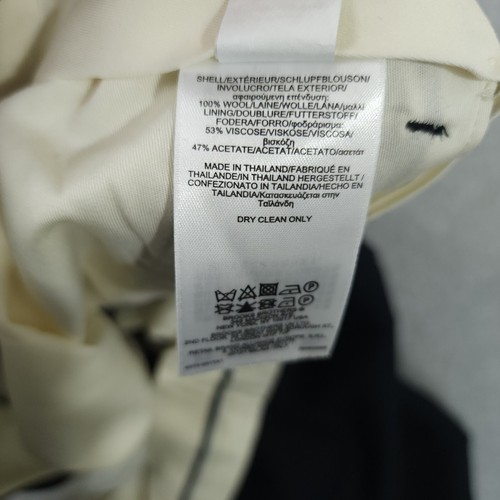 SHELL/EXTÉRIEUR/SCHLUPFBLOUSON/
INVOLUCRO/TELA EXTERIOR/
σφαιρούμενη επένδυση:
100% WOOL/LAINE/WOLLE/LANA/μαλλί
LINING/DOUBLURE/FUTTERSTOFF/
FODERA/FORRO/φοδράρισμα:
53% VISCOSE/VISKOSE/VISCOSA/
βισκόζη
47% ACETATE/ACETAT/ACETATO/ασετάτ
MADE IN THAILAND/FABRIQUÉ EN
THAILANDE/IN THAILAND HERGESTELLT /
CONFEZIONATO IN TAILANDIA/HECHO EN
TAILANDIA/Κατασκευάζεται στην
Ταϊλάνδη
DRY CLEAN ONLY